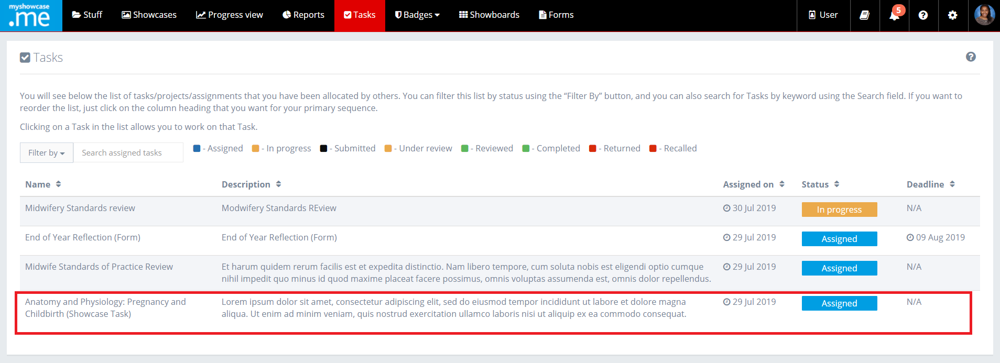 myshowcase
.me
Stuff Showcases Progress view Reports Tasks Badges Showboards Forms User 5
Tasks
You will see below the list of tasks/projects/assignments that you have been allocated by others. You can filter this list by status using the “Filter By” button, and you can also search for Tasks by keyword using the Search field. If you want to
reorder the list, just click on the column heading that you want for your primary sequence.
Clicking on a Task in the list allows you to work on that Task.
Filter by Search assigned tasks - Assigned - In progress - Submitted - Under review - Reviewed - Completed - Returned - Recalled
Name Description Assigned on Status Deadline
Midwifery Standards review Modwifery Standards REview 30 Jul 2019 In progress N/A
End of Year Reflection (Form) End of Year Reflection (Form) 29 Jul 2019 Assigned 09 Aug 2019
Midwife Standards of Practice Review Et harum quidem rerum facilis est et expedita distinctio. Nam libero tempore, cum soluta nobis est eligendi optio cumque 29 Jul 2019 Assigned N/A
nihil impedit quo minus id quod maxime placeat facere possimus, omnis voluptas assumenda est, omnis dolor repellendus.
Anatomy and Physiology: Pregnancy and Lorem ipsum dolor sit amet, consectetur adipiscing elit, sed do eiusmod tempor incididunt ut labore et dolore magna 29 Jul 2019 Assigned N/A
Childbirth (Showcase Task) aliqua. Ut enim ad minim veniam, quis nostrud exercitation ullamco laboris nisi ut aliquip ex ea commodo consequat.